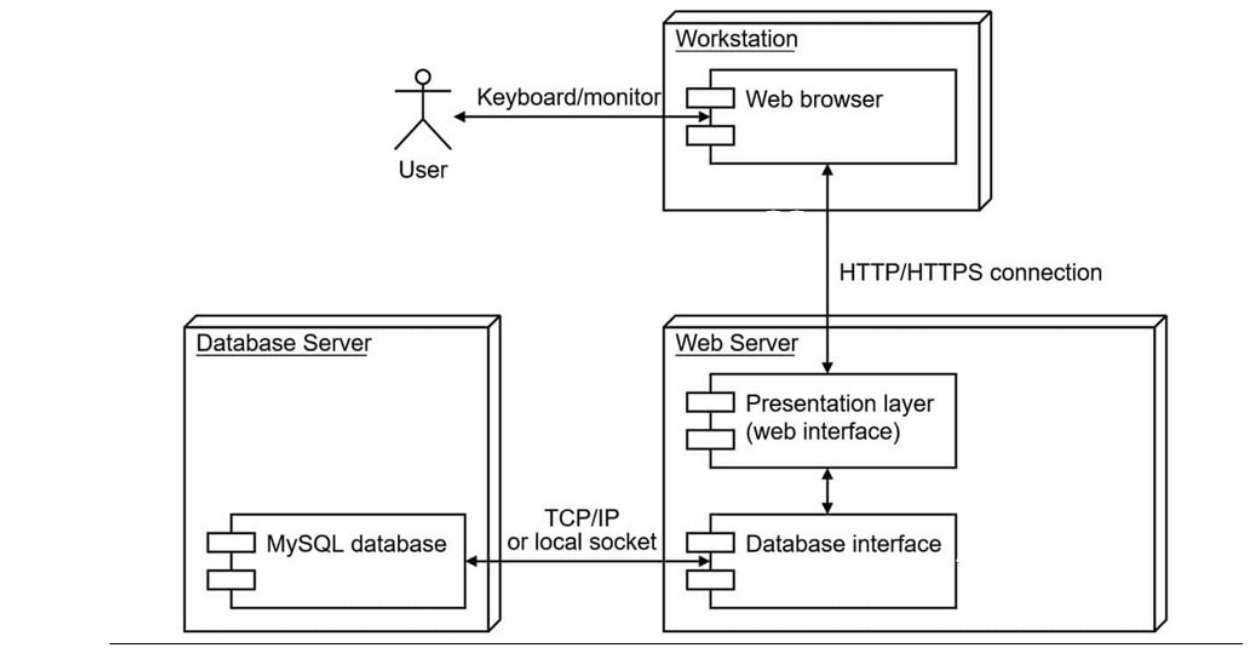 Workstation
Keyboard/monitor
Web browser
User
HTTP/HTTPS connection
Database Server
Web Server
Presentation layer
(web interface)
TCP/IP
or local socket
MySQL database
Database interface